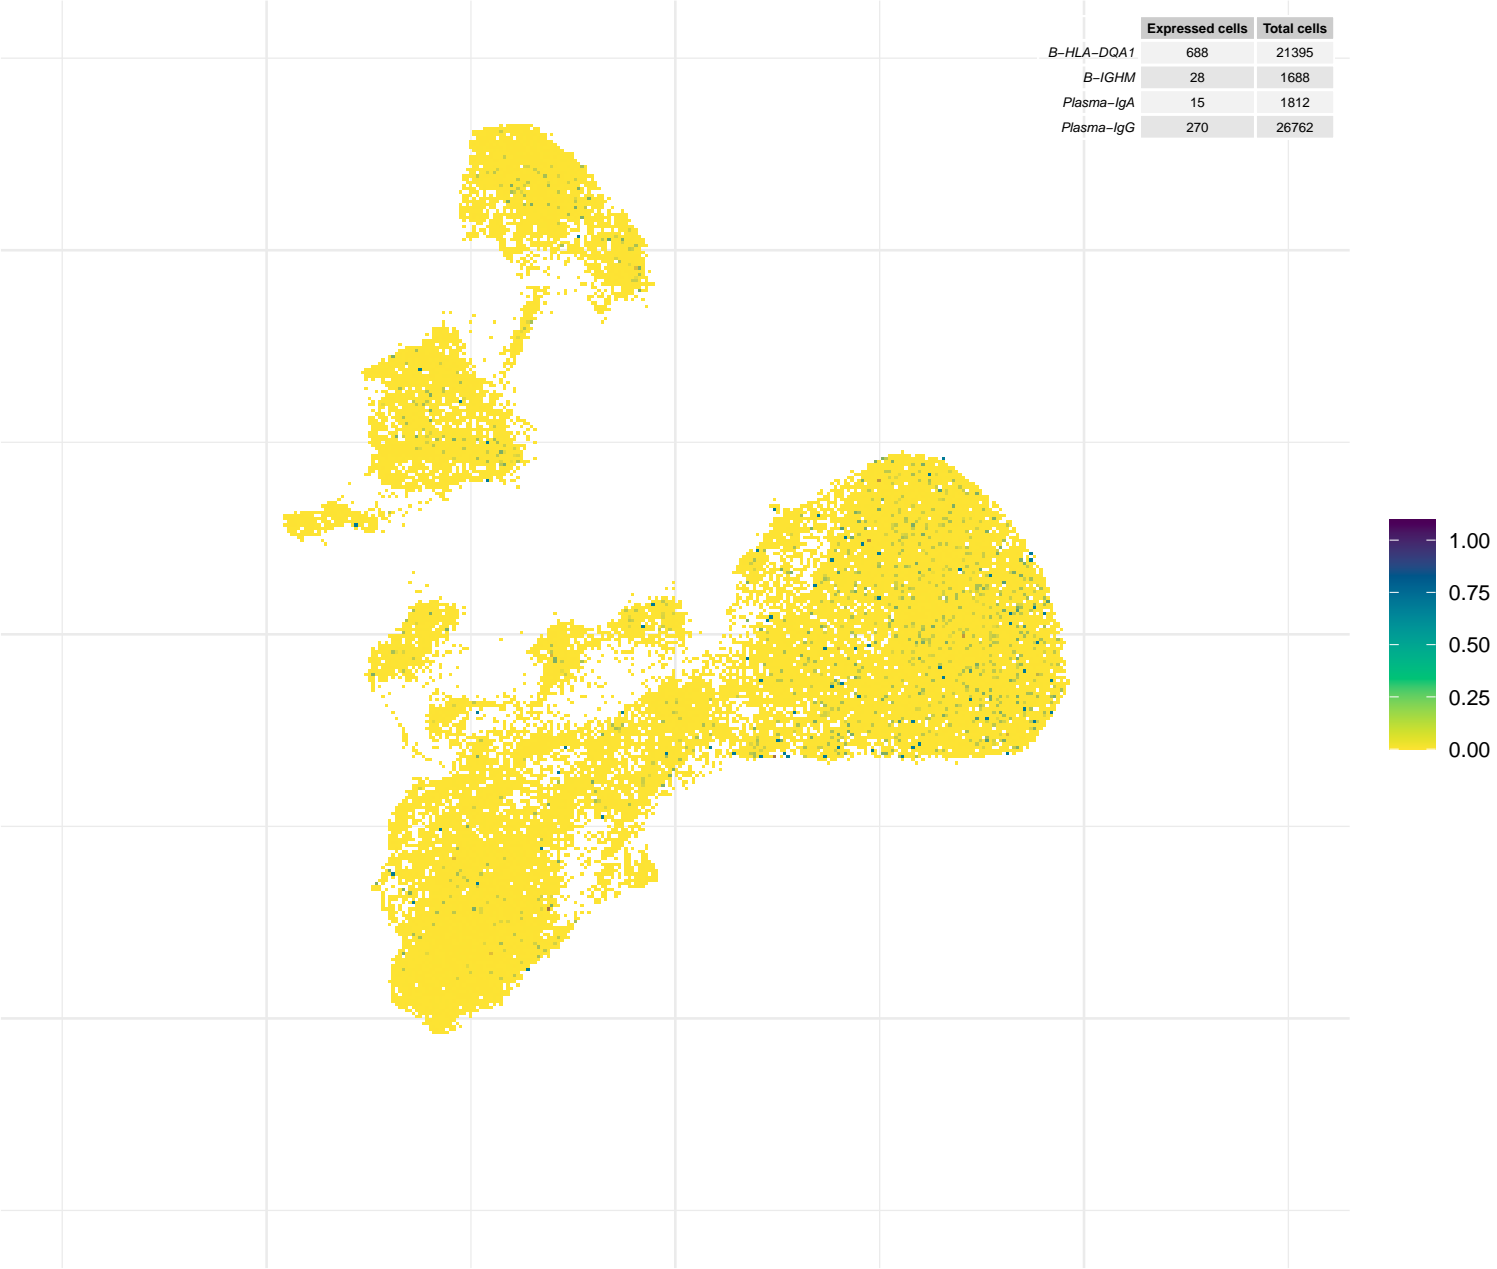 Expressed cells Total cells
B−HLA−DQA1 688 21395
B−IGHM 28 1688
Plasma−IgA 15 1812
Plasma−IgG 270 26762
1.00
0.75
0.50
0.25
0.00